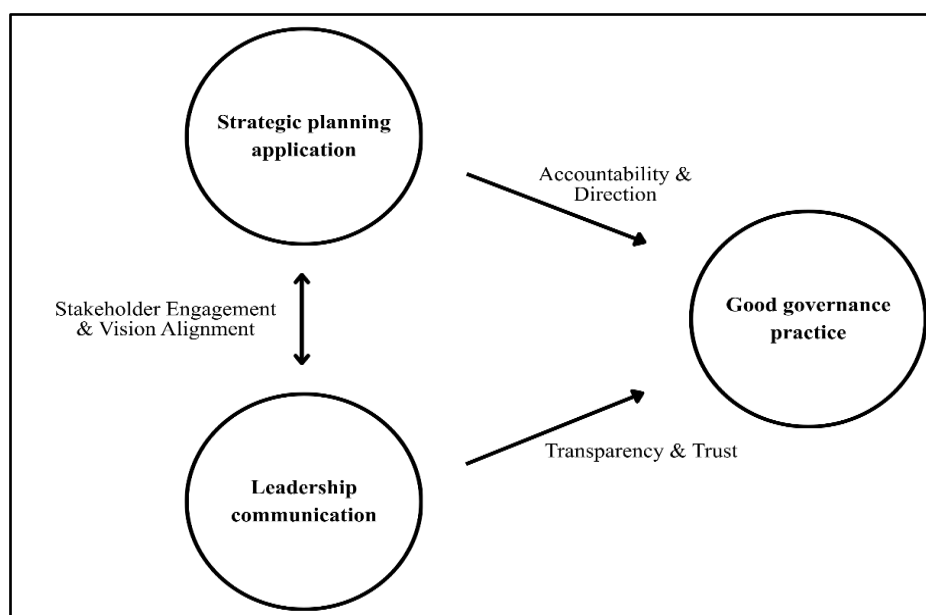 Strategic planning
application
Accountability &
Direction
Stakeholder Engagement
& Vision Alignment
Good governance
practice
Transparency & Trust
Leadership
communication